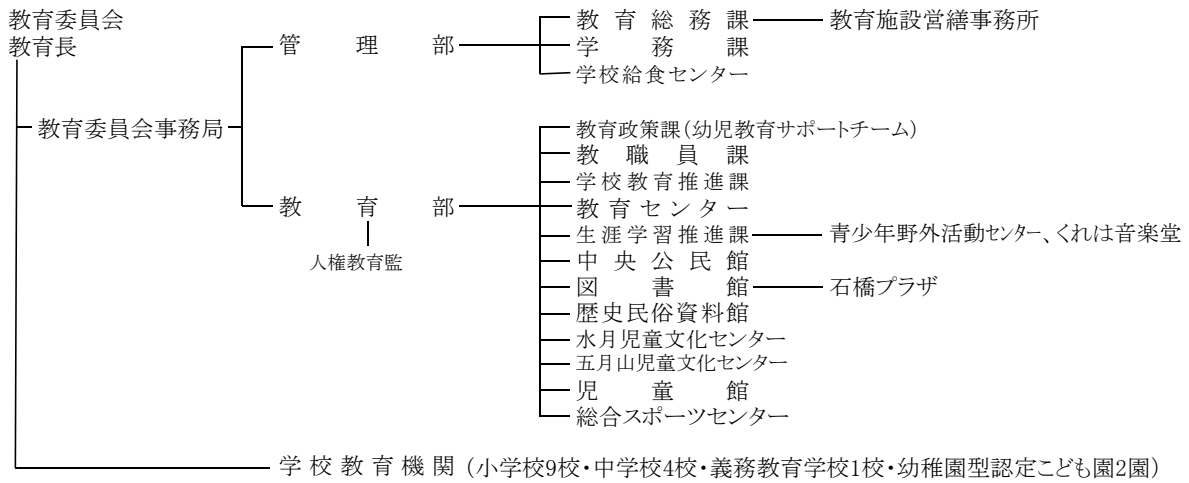 教育委員会
教育長
教育委員会事務局
管理部
教育総務課
教育施設営繕事務所
学務課
学校給食センター
教育部
人権教育監
教育政策課(幼児教育サポートチーム)
教職員課
学校教育推進課
教育センター
生涯学習推進課
青少年野外活動センター、くれは音楽堂
中央公民館
図書館
石橋プラザ
歴史民俗資料館
水月児童文化センター
五月山児童文化センター
児童館
総合スポーツセンター
学校教育機関(小学校9校・中学校4校・義務教育学校1校・幼稚園型認定こども園2園)